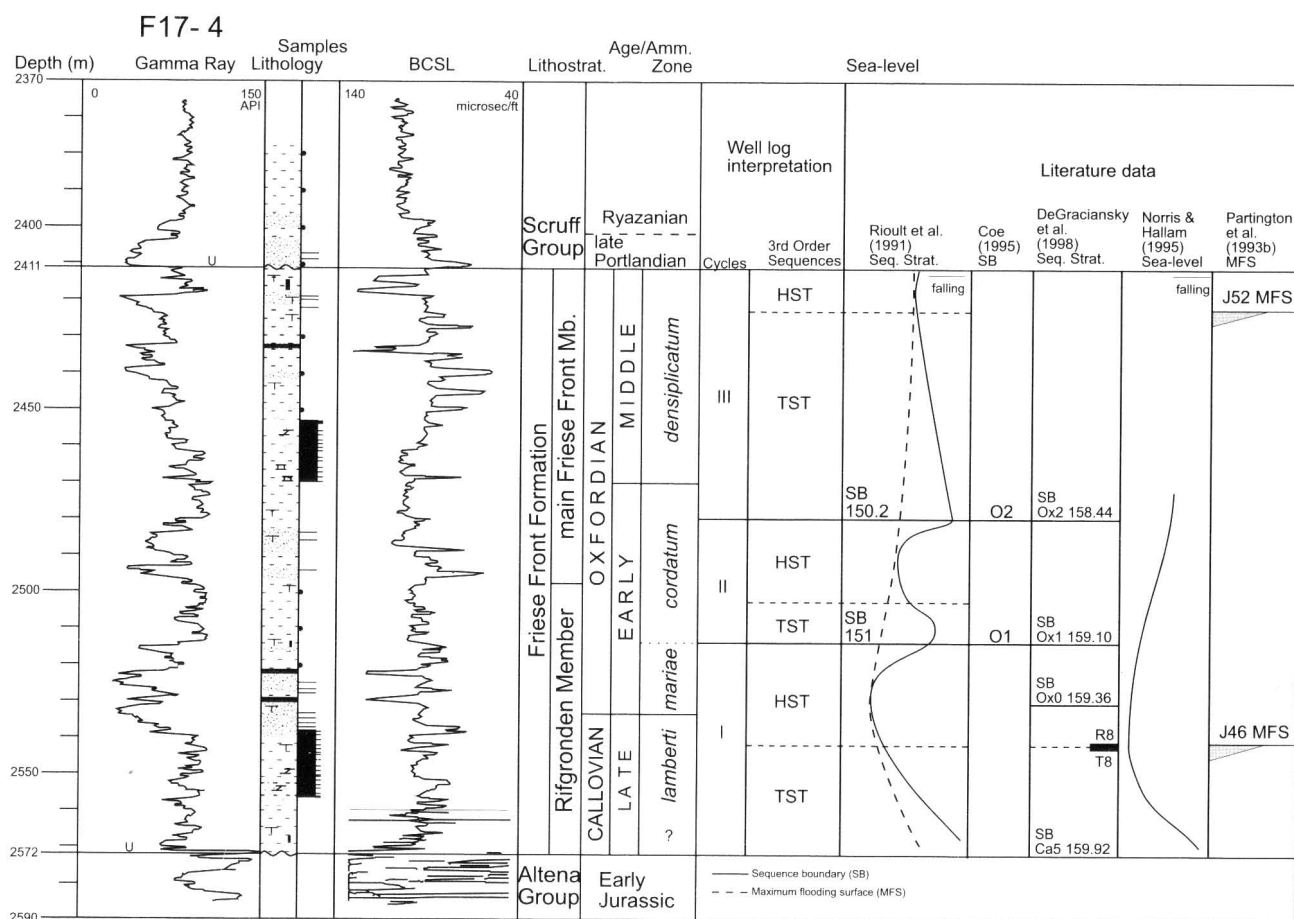 F17- 4
Samples
Age/Amm.
Depth (m)
Gamma Ray
Lithology
BCSL
Lithostrat.
Zone
Sea-level
2370
0
150
API
140
40
microsec/ft
Well log
interpretation
Literature data
2400
Scruff
Group
Ryazanian
late
Portlandian
Cycles
3rd Order
Sequences
Rioult et al.
(1991)
Seq. Strat.
Coe
(1995)
SB
DeGraciansky
et al.
(1998)
Seq. Strat.
Norris &
Hallam
(1995)
Sea-level
Partington
et al.
(1993b)
MFS
U
2411
HST
falling
falling
J52 MFS
Friese Front Formation
main Friese Front Mb.
OXFORDIAN
MIDDLE
densiplicatum
III
TST
2450
SB
150.2
O2
SB
Ox2 158.44
EARLY
cordatum
II
HST
2500
Rifgronden Member
TST
SB
151
O1
SB
Ox1 159.10
mariae
HST
SB
Ox0 159.36
I
R8
T8
J46 MFS
2550
CALLOVIAN
LATE
lamberti
?
TST
SB
Ca5 159.92
U
2572
Altena
Group
Early
Jurassic
Sequence boundary (SB)
Maximum flooding surface (MFS)
2590